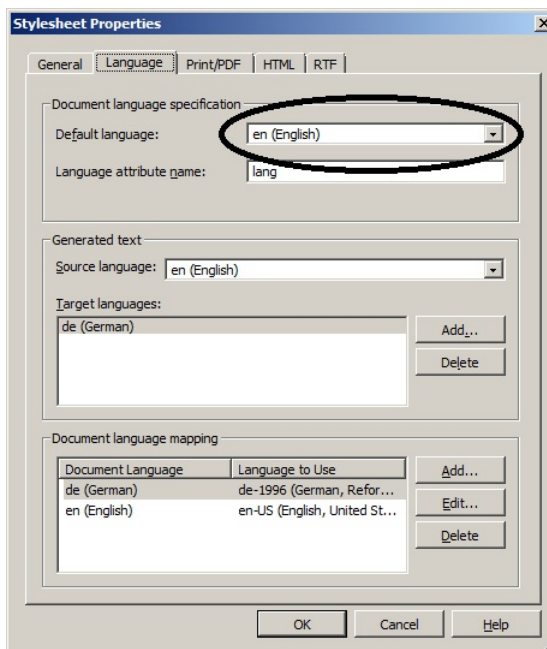 Stylesheet Properties
General Language Print/PDF HTML RTF
Document language specification
Default language: en (English)
Language attribute name: lang
Generated text
Source language: en (English)
Target languages:
de (German)
Add...
Delete
Document language mapping
Document Language Language to Use
de (German) de-1996 (German, Refor...
en (English) en-US (English, United St...
Add...
Edit...
Delete
OK Cancel Help